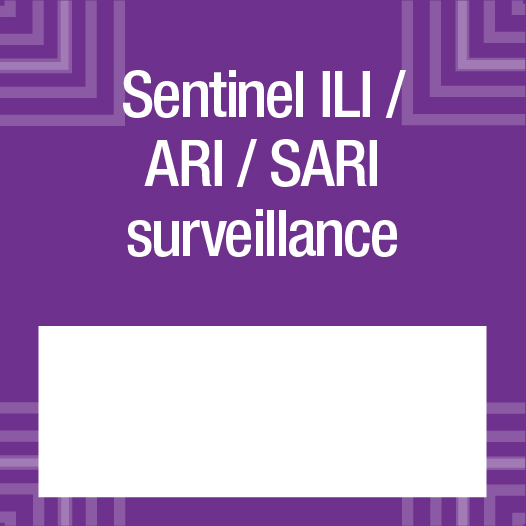 Sentinel ILI /
ARI / SARI
surveillance